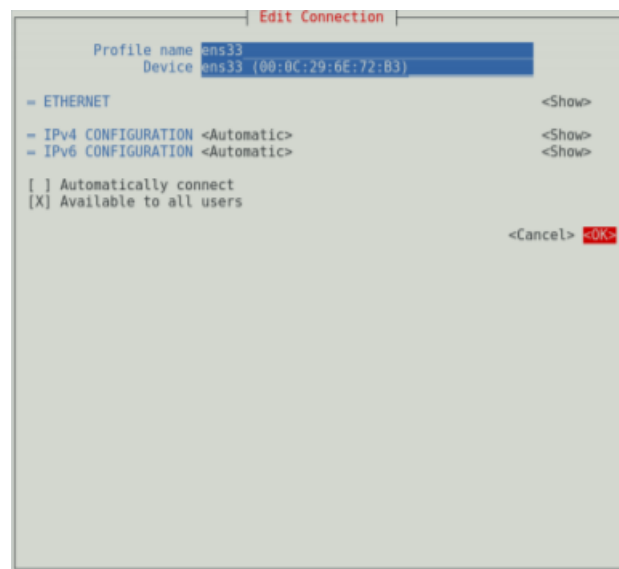 Edit Connection
Profile name ens33
Device ens33 (00:0C:29:6E:72:B3)
= ETHERNET <Show>
= IPv4 CONFIGURATION <Automatic> <Show>
= IPv6 CONFIGURATION <Automatic> <Show>
[ ] Automatically connect
[X] Available to all users
<Cancel> <OK>